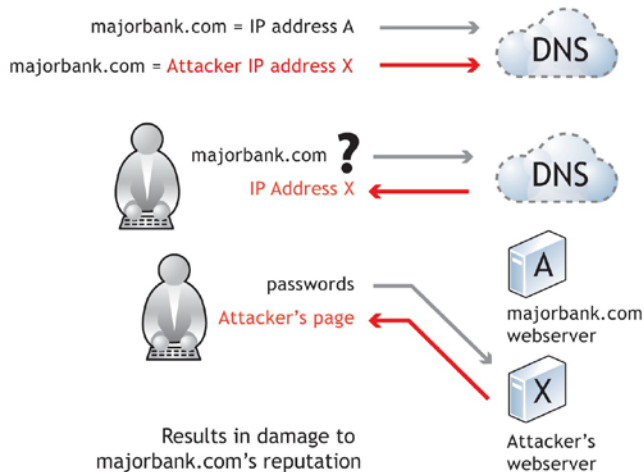 majorbank.com = IP address A
DNS
majorbank.com = Attacker IP address X
majorbank.com ?
DNS
IP Address X
passwords
Attacker's page
A
majorbank.com
webserver
X
Attacker's
webserver
Results in damage to
majorbank.com's reputation